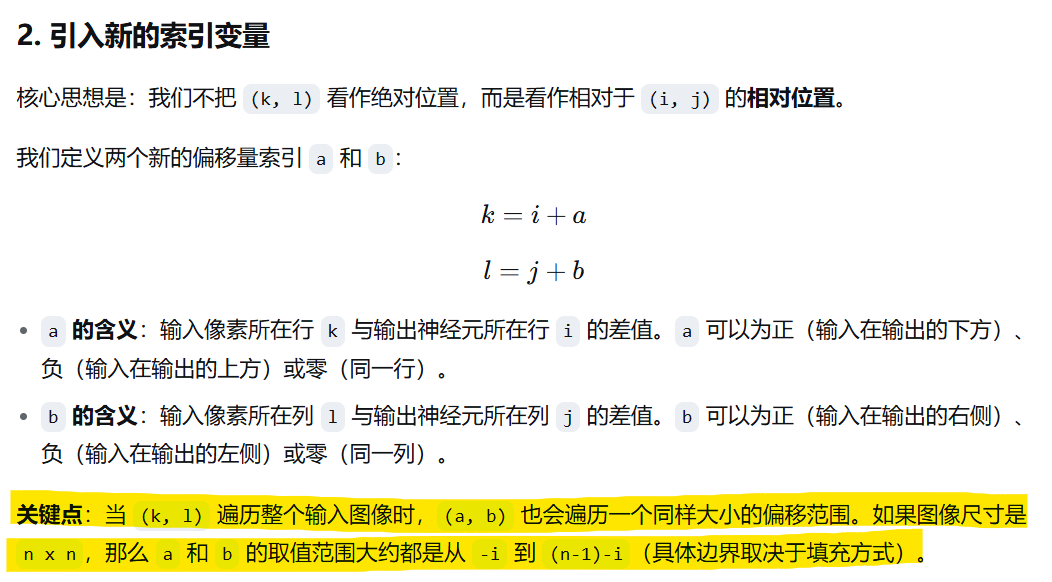 2. 引入新的索引变量
核心思想是：我们不把 (k, l) 看作绝对位置，而是看作相对于 (i, j) 的相对位置。
我们定义两个新的偏移量索引 a 和 b：
k = i + a
l = j + b
• a 的含义：输入像素所在行 k 与输出神经元所在行 i 的差值。a 可以为正（输入在输出的下方）、
负（输入在输出的上方）或零（同一行）。
• b 的含义：输入像素所在列 l 与输出神经元所在列 j 的差值。b 可以为正（输入在输出的右侧）、
负（输入在输出的左侧）或零（同一列）。
关键点：当 (k, l) 遍历整个输入图像时，(a, b) 也会遍历一个同样大小的偏移范围。如果图像尺寸是
n x n，那么 a 和 b 的取值范围大约都是从 -i 到 (n-1)-i （具体边界取决于填充方式）。